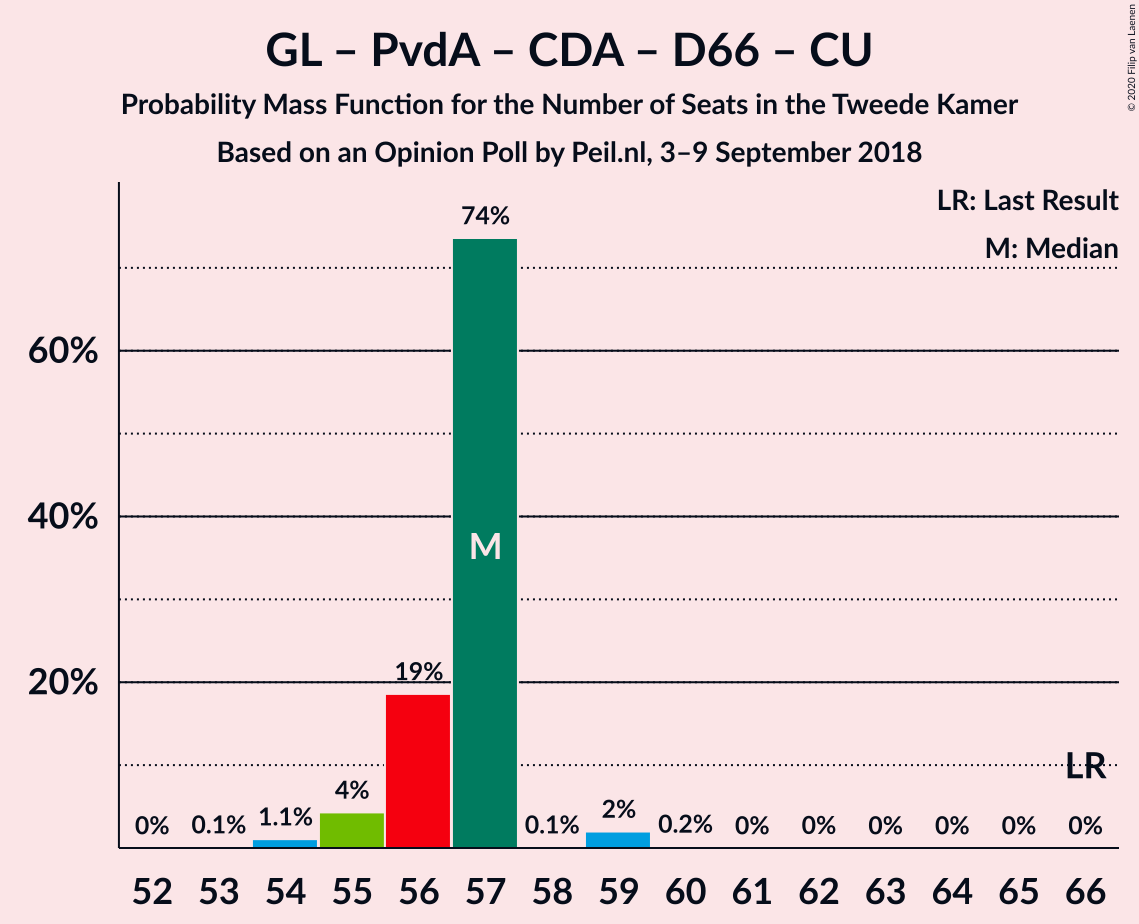 GL – PvdA – CDA – D66 – CU
Probability Mass Function for the Number of Seats in the Tweede Kamer
Based on an Opinion Poll by Peil.nl, 3–9 September 2018
© 2020 Filip van Laenen
LR: Last Result
M: Median
60%
40%
20%
0%
0.1%
1.1%
4%
19%
74%
0.1%
2%
0.2%
0%
0%
0%
0%
0%
0%
M
LR
52 53 54 55 56 57 58 59 60 61 62 63 64 65 66